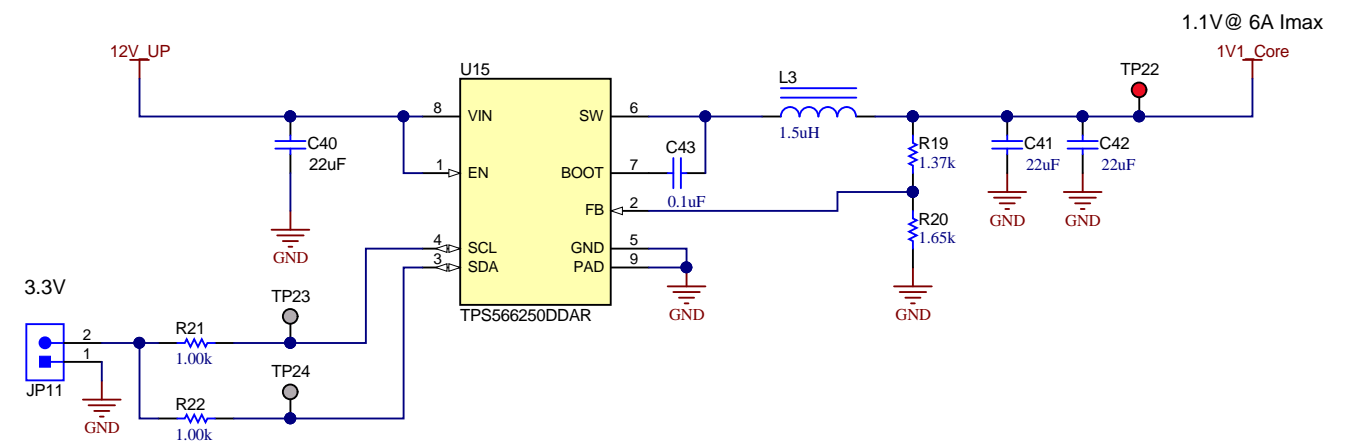 1.1V@ 6A Imax
12V_UP
1V1_Core
U15
L3
TP22
8
VIN
SW
6
1.5uH
C40
22uF
1
EN
BOOT
7
C43
0.1uF
R19
1.37k
C41
22uF
C42
22uF
FB
2
R20
1.65k
GND
GND
GND
4
SCL
GND
5
3
SDA
PAD
9
GND
GND
TPS566250DDAR
3.3V
TP23
2
1
R21
1.00k
JP11
GND
TP24
R22
1.00k